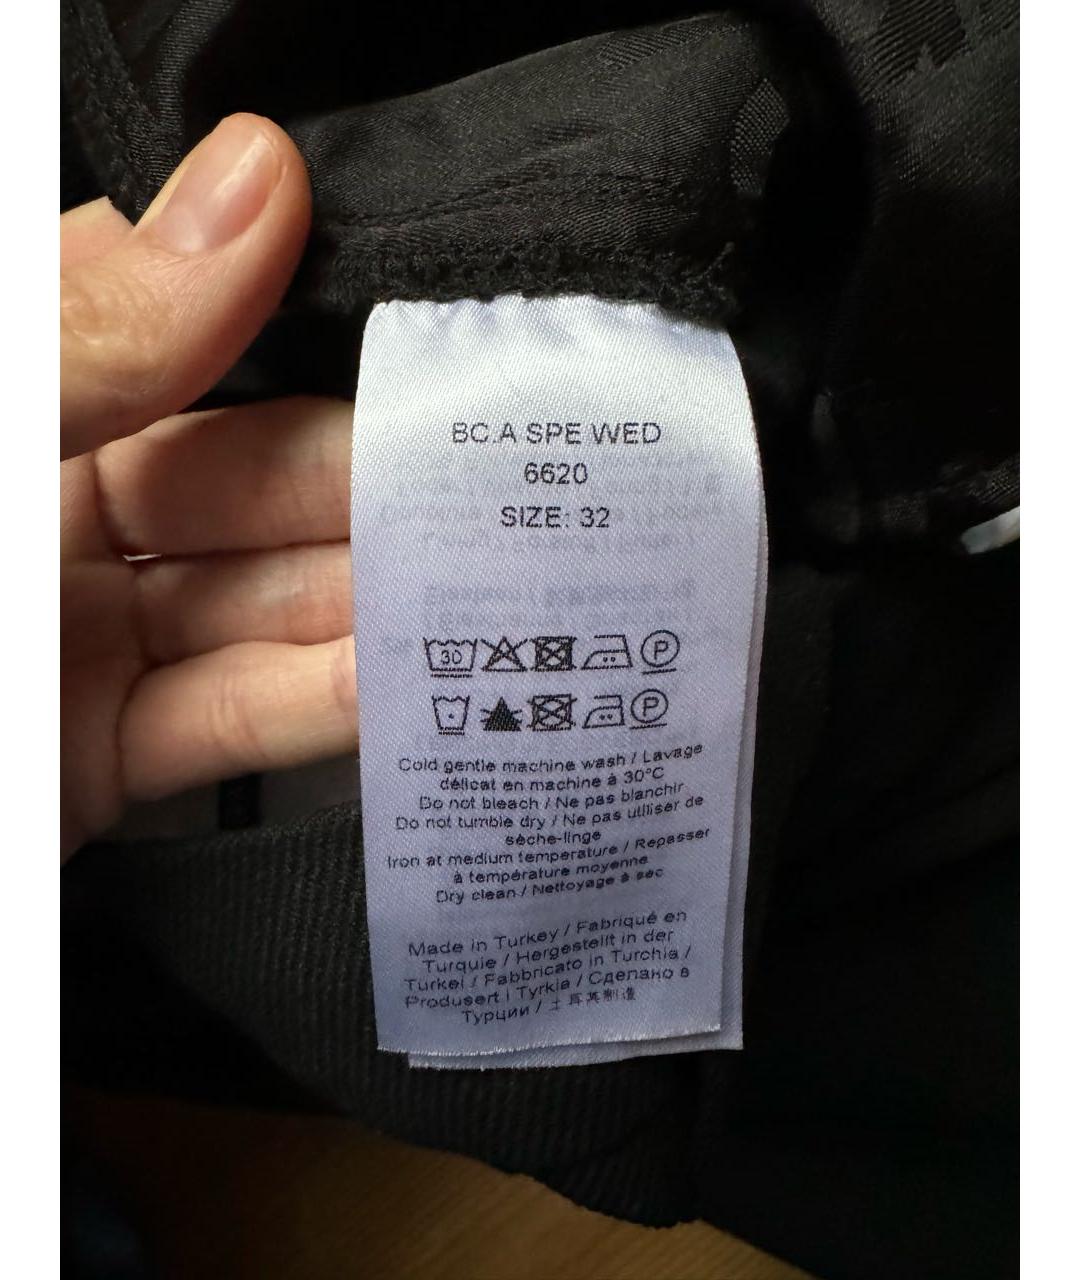 BC.A SPE WED
6620
SIZE: 32
30 P
P
Cold gentle machine wash / Lavage
délicat en machine à 30°C
Do not bleach / Ne pas blanchir
Do not tumble dry / Ne pas utiliser de
sèche-linge
Iron at medium temperature / Repasser
à température moyenne
Dry clean / Nettoyage à sec
Made in Turkey / Fabriqué en
Turquie / Hergestellt in der
Türkei / Fabbricato in Turchia /
Produsert i Tyrkia / Сделано в
Турции / 土耳其制造